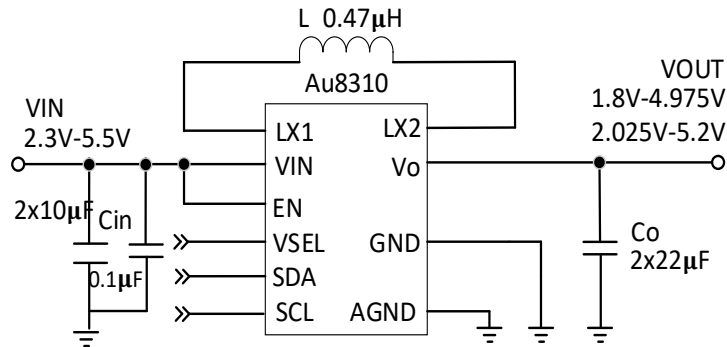 L 0.47μH
Au8310
VIN
2.3V-5.5V
VOUT
1.8V-4.975V
2.025V-5.2V
LX1
LX2
VIN
Vo
EN
2x10μF
Cin
VSEL
GND
Co
2x22μF
0.1μF
SDA
SCL
AGND